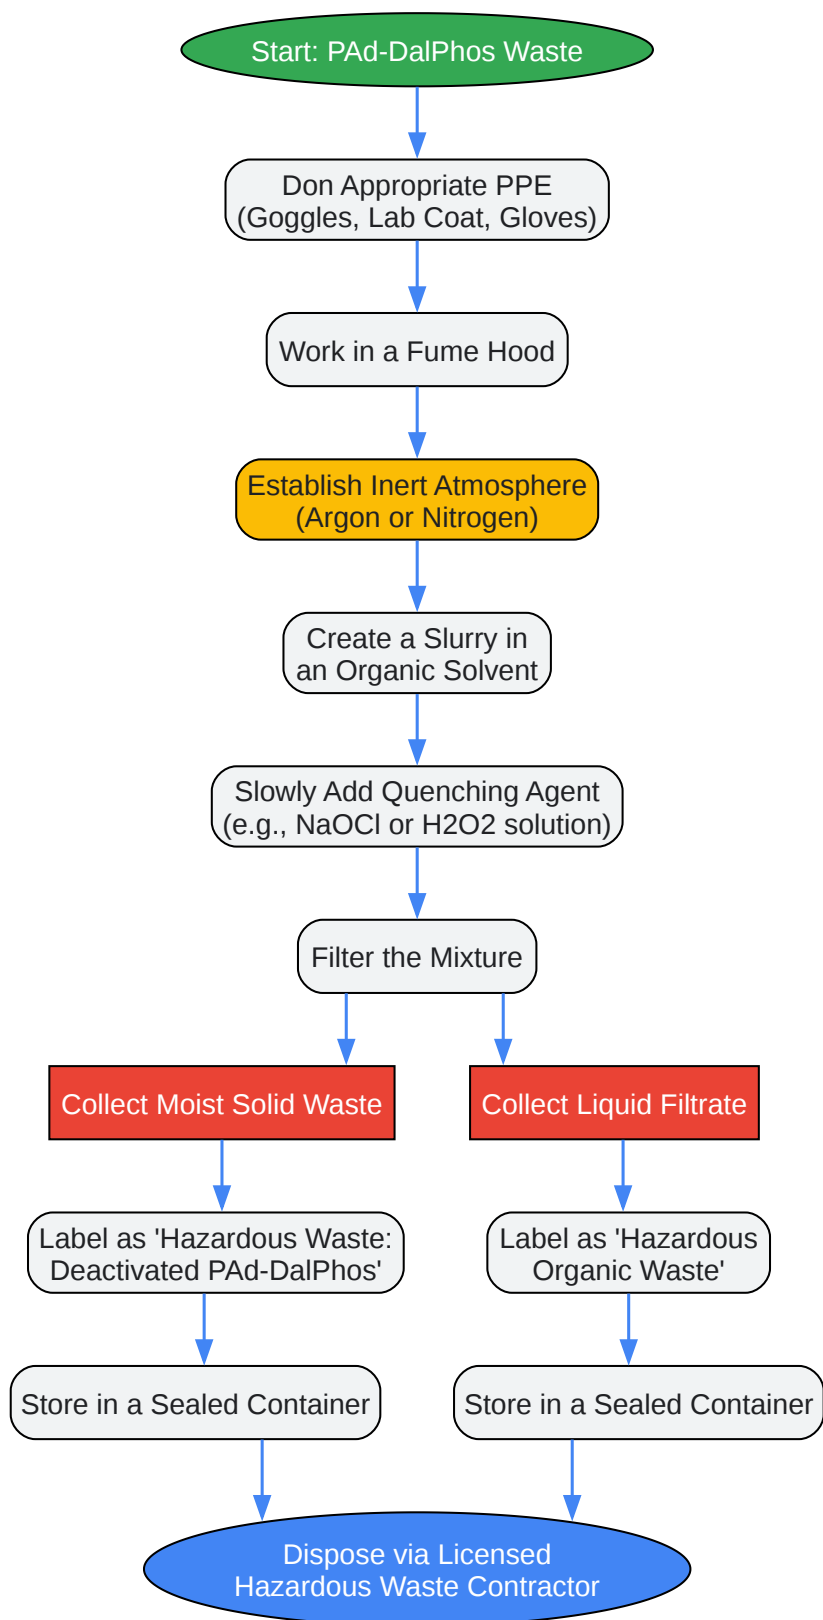 Start: PAd-DalPhos Waste
Don Appropriate PPE
(Goggles, Lab Coat, Gloves)
Work in a Fume Hood
Establish Inert Atmosphere
(Argon or Nitrogen)
Create a Slurry in
an Organic Solvent
Slowly Add Quenching Agent
(e.g., NaOCl or H2O2 solution)
Filter the Mixture
Collect Moist Solid Waste
Collect Liquid Filtrate
Label as 'Hazardous Waste:
Deactivated PAd-DalPhos'
Label as 'Hazardous
Organic Waste'
Store in a Sealed Container
Store in a Sealed Container
Dispose via Licensed
Hazardous Waste Contractor